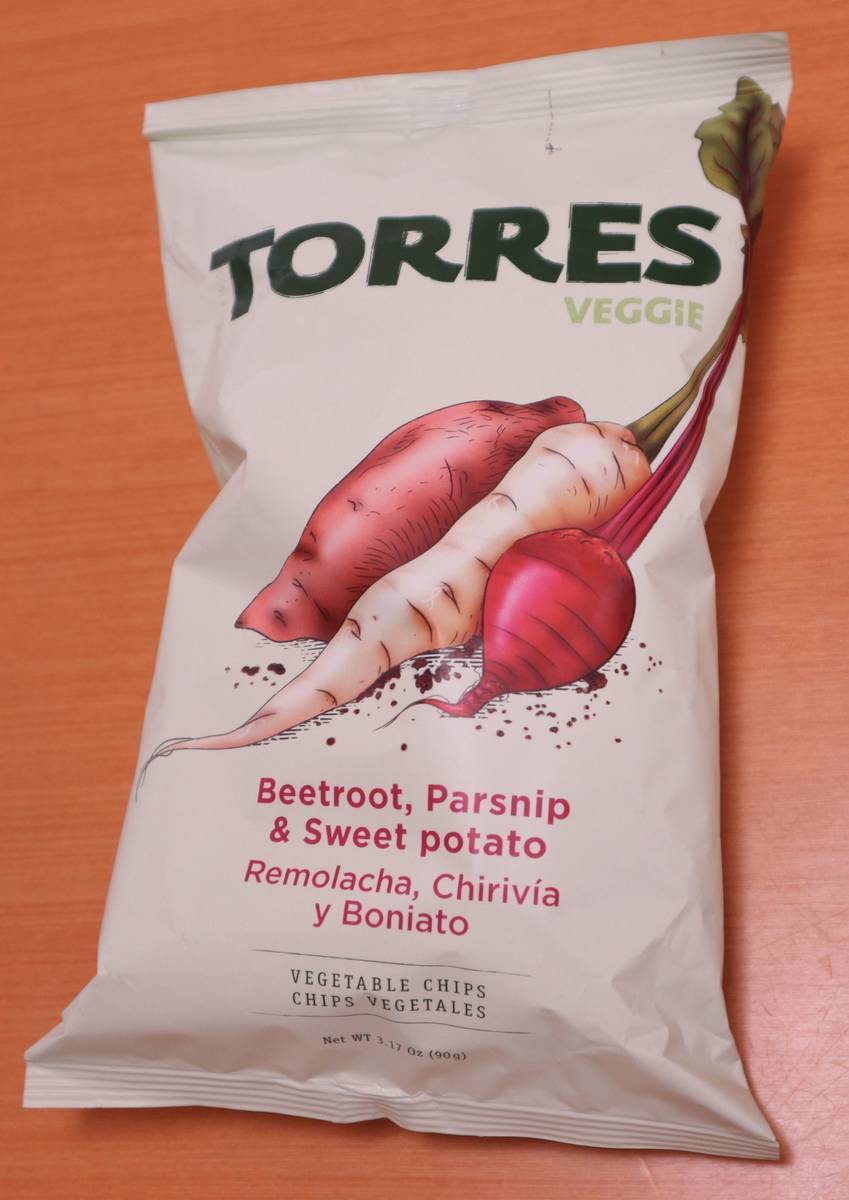 TORRES
VEGGiE
Beetroot, Parsnip
& Sweet potato
Remolacha, Chirivía
y Boniato
VEGETABLE CHIPS
CHIPS VEGETALES
Net WT 3.17 Oz (90g)